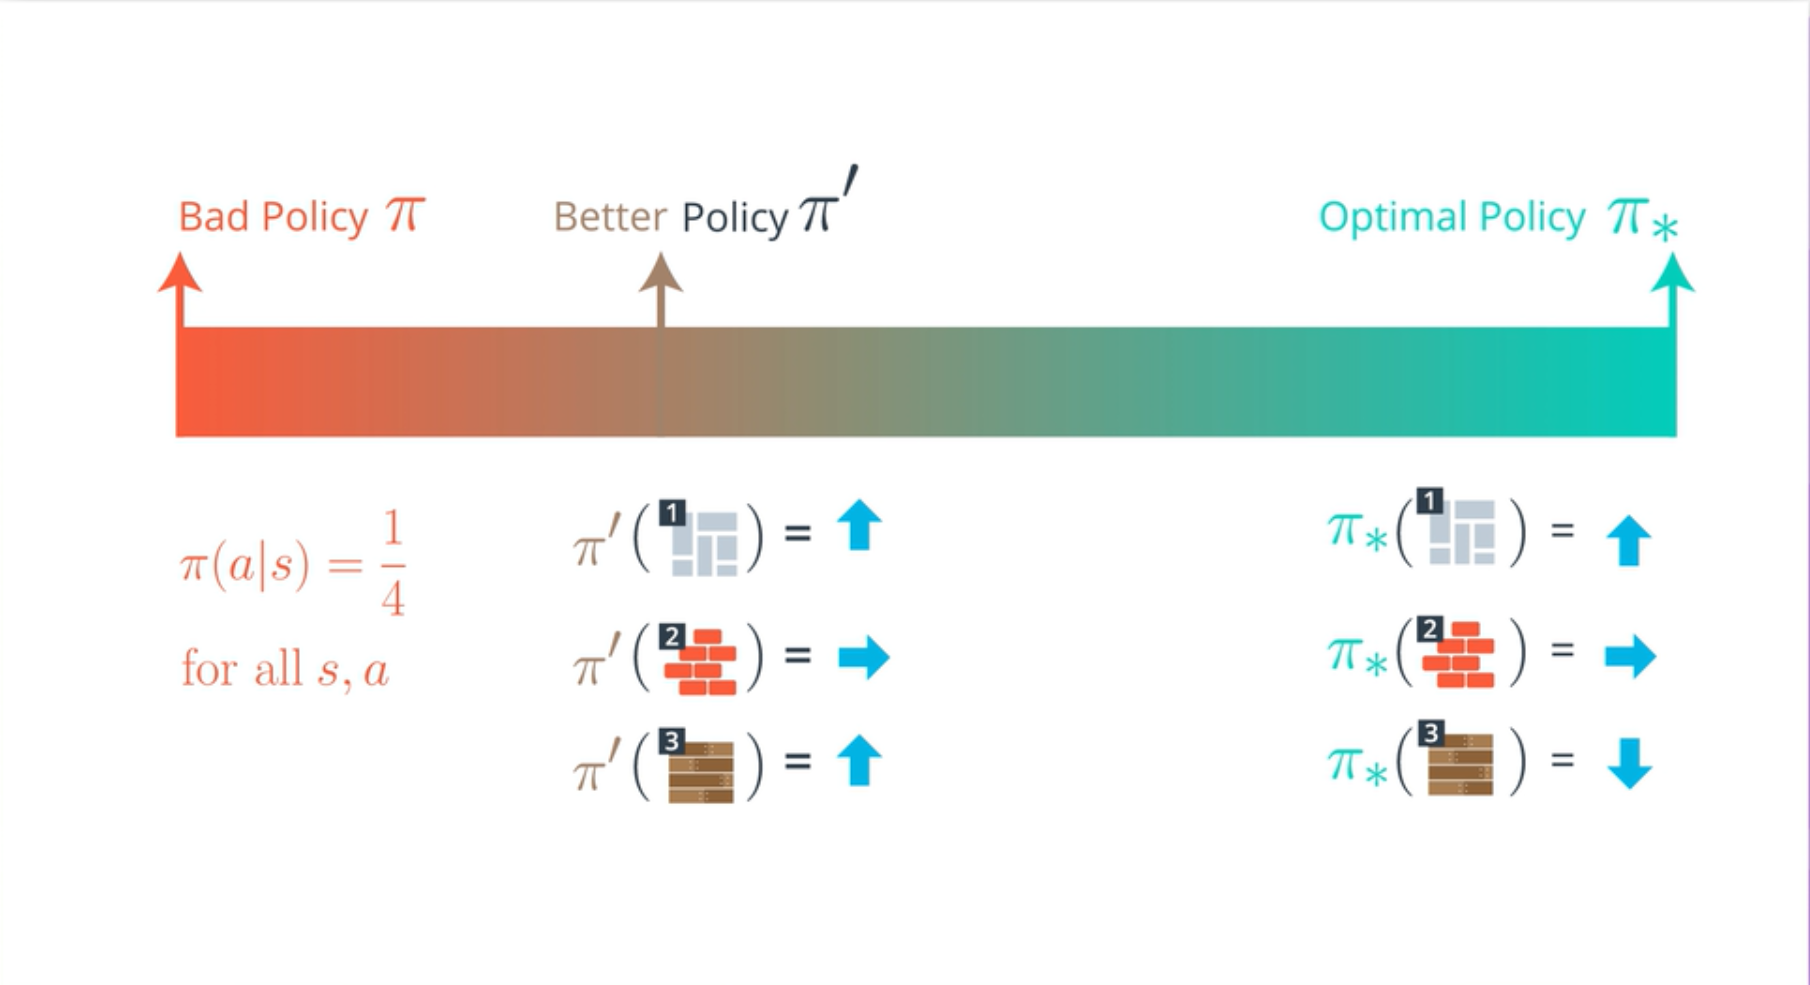 Bad Policy π
Better Policy π′
Optimal Policy π*
π(a|s) = 1/4
for all s, a
π′(1) = ↑
π′(2) = →
π′(3) = ↑
π*(1) = ↑
π*(2) = →
π*(3) = ↓